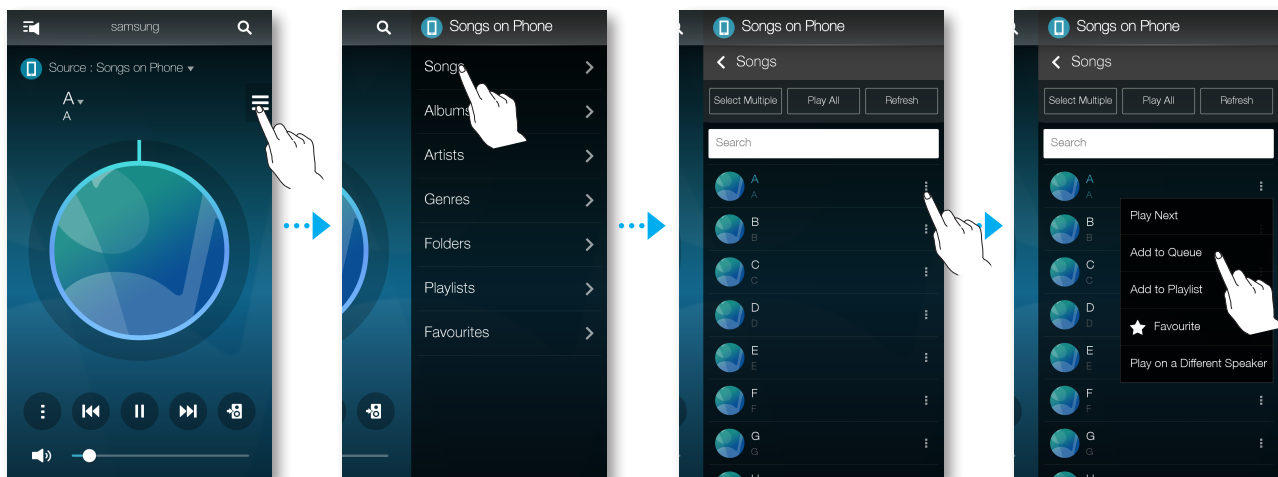 samsung
Source : Songs on Phone
A
A
Songs on Phone
Songs
Albums
Artists
Genres
Folders
Playlists
Favourites
Songs on Phone
Songs
Select Multiple Play All Refresh
Search
A
A
B
B
C
C
D
D
E
E
F
F
G
G
Songs on Phone
Songs
Select Multiple Play All Refresh
Search
A
A
B
B
C
C
D
D
E
E
F
F
G
G
Play Next
Add to Queue
Add to Playlist
Favourite
Play on a Different Speaker